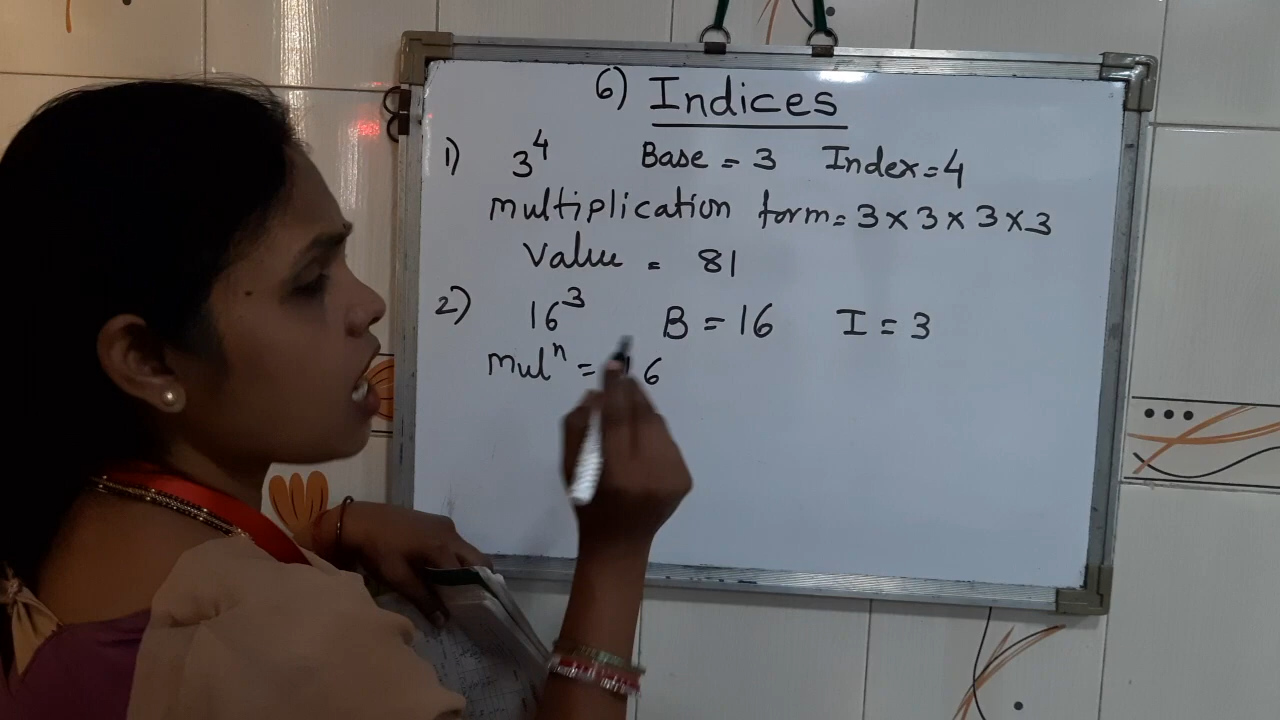 6) Indices
1) 3⁴ Base = 3 Index = 4
multiplication form = 3 × 3 × 3 × 3
Value = 81
2) 16³ B = 16 I = 3
mulⁿ = 16